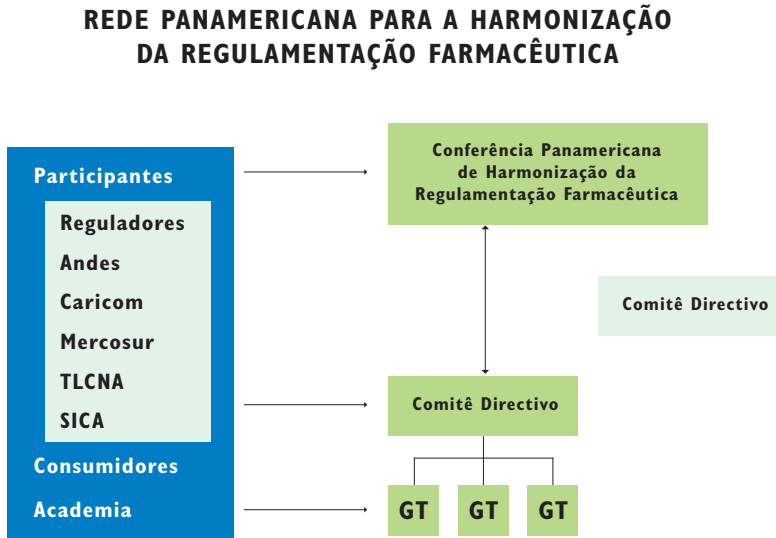 REDE PANAMERICANA PARA A HARMONIZAÇÃO
DA REGULAMENTAÇÃO FARMACÊUTICA
Participantes
Reguladores
Andes
Caricom
Mercosur
TLCNA
SICA
Consumidores
Academia
Conferência Panamericana
de Harmonização da
Regulamentação Farmacêutica
Comitê Directivo
Comitê Directivo
GT GT GT